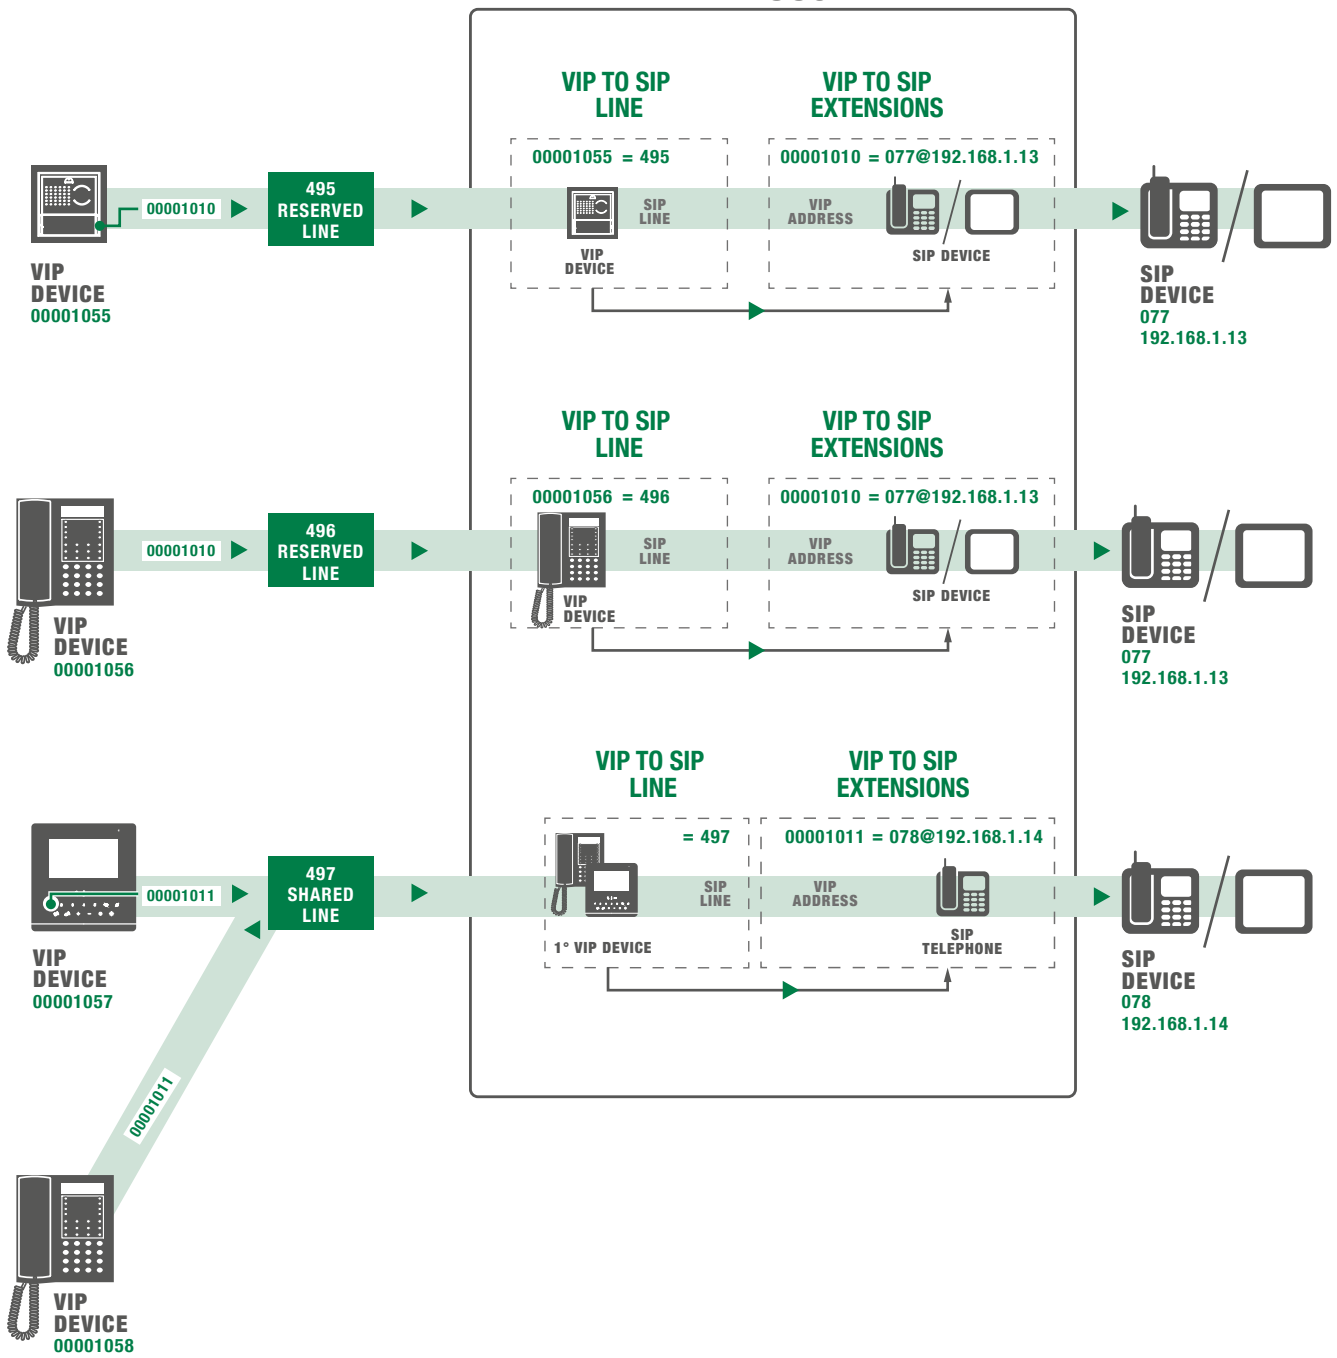 VIP TO SIP
LINE
VIP TO SIP
EXTENSIONS
00001055 = 495
00001010 = 077@192.168.1.13
00001010
495
RESERVED
LINE
SIP
LINE
VIP
ADDRESS
VIP
DEVICE
SIP DEVICE
VIP
DEVICE
00001055
SIP
DEVICE
077
192.168.1.13
VIP TO SIP
LINE
VIP TO SIP
EXTENSIONS
00001056 = 496
00001010 = 077@192.168.1.13
00001010
496
RESERVED
LINE
SIP
LINE
VIP
ADDRESS
VIP
DEVICE
SIP DEVICE
VIP
DEVICE
00001056
SIP
DEVICE
077
192.168.1.13
VIP TO SIP
LINE
VIP TO SIP
EXTENSIONS
= 497
00001011 = 078@192.168.1.14
00001011
497
SHARED
LINE
SIP
LINE
VIP
ADDRESS
1° VIP DEVICE
SIP
TELEPHONE
VIP
DEVICE
00001057
SIP
DEVICE
078
192.168.1.14
00001011
VIP
DEVICE
00001058